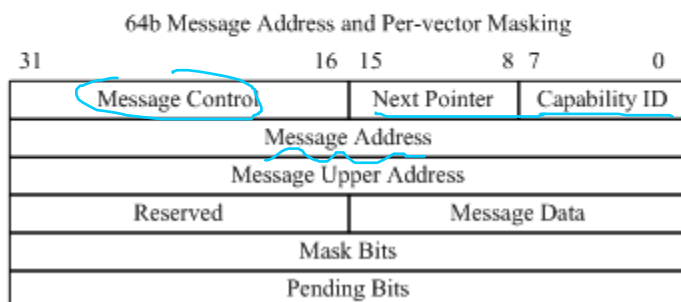 64b Message Address and Per-vector Masking
31 16 15 8 7 0
Message Control Next Pointer Capability ID
Message Address
Message Upper Address
Reserved Message Data
Mask Bits
Pending Bits